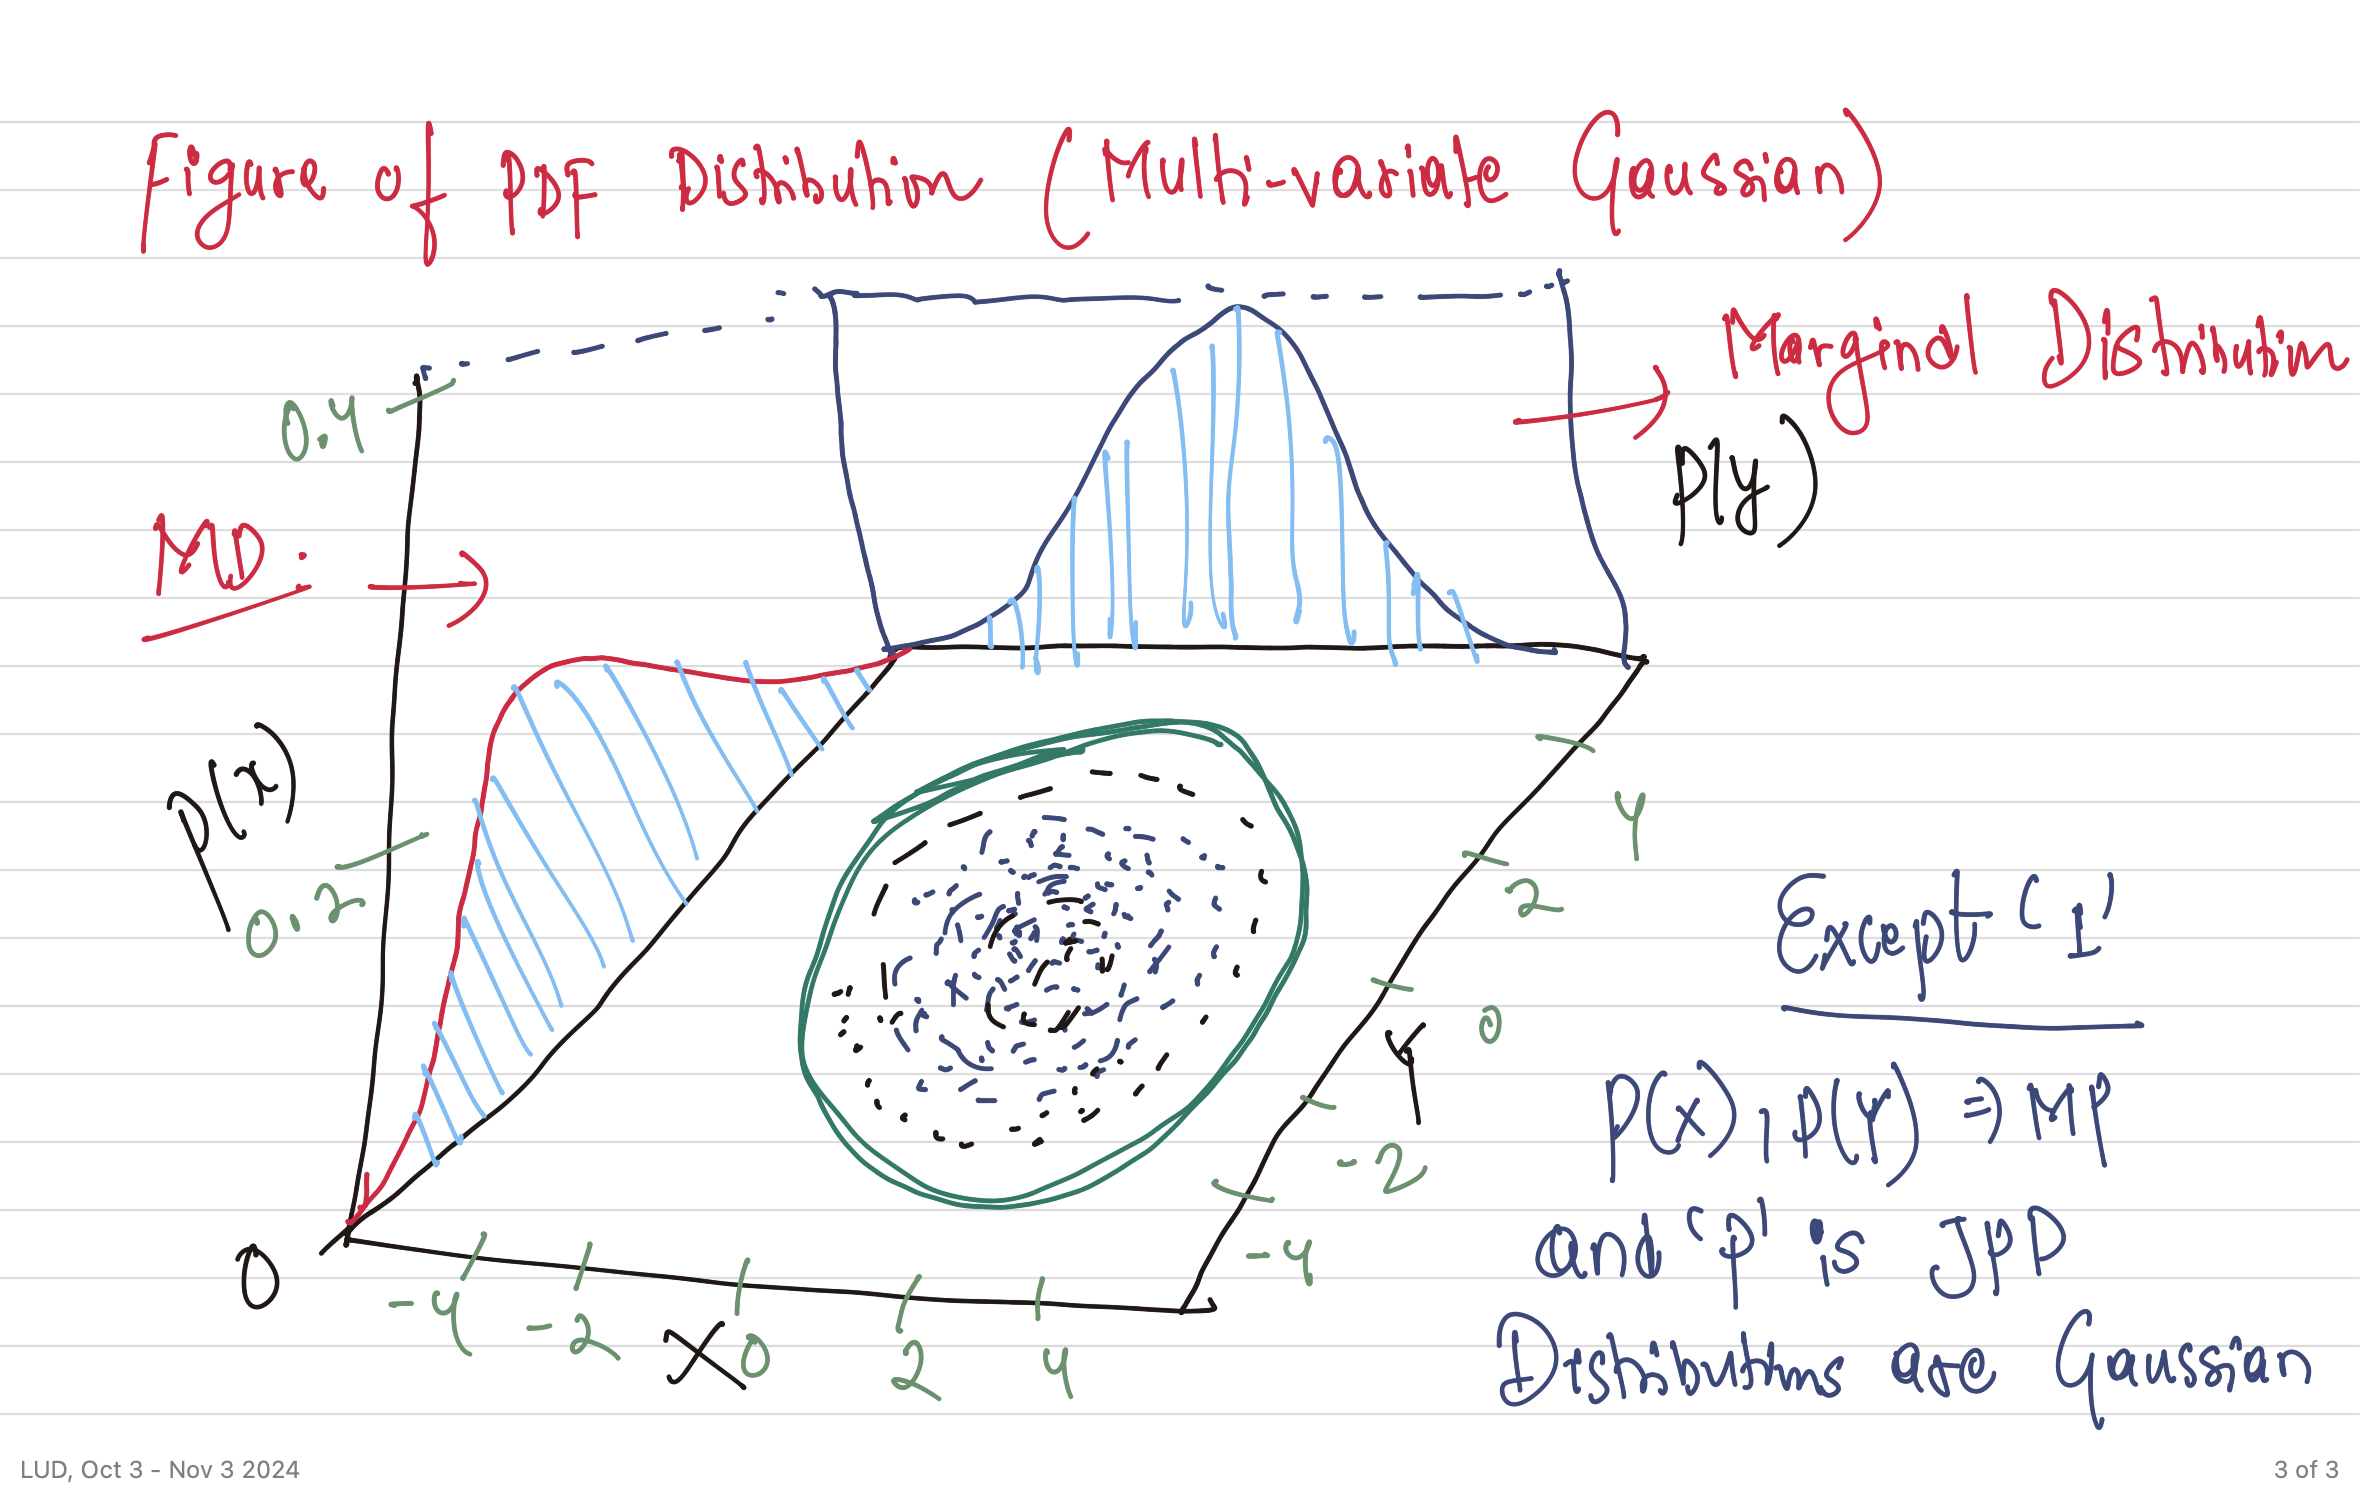 Figure of PDF Distribution (Multi-variate Gaussian)
Marginal Distribution
P(y)
0.4
MD:
P(x)
0.2
4
2
0
Y
-2
-4
0
-4 -2 X 0 2 4
Except '1'
P(x), P(y) ⇒ MP
and 'P' is JPD
Distributions are Gaussian
LUD, Oct 3 - Nov 3 2024
3 of 3